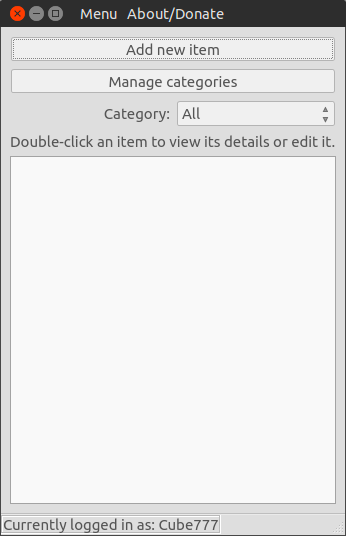 Menu About/Donate
Add new item
Manage categories
Category: All
Double-click an item to view its details or edit it.
Currently logged in as: Cube777